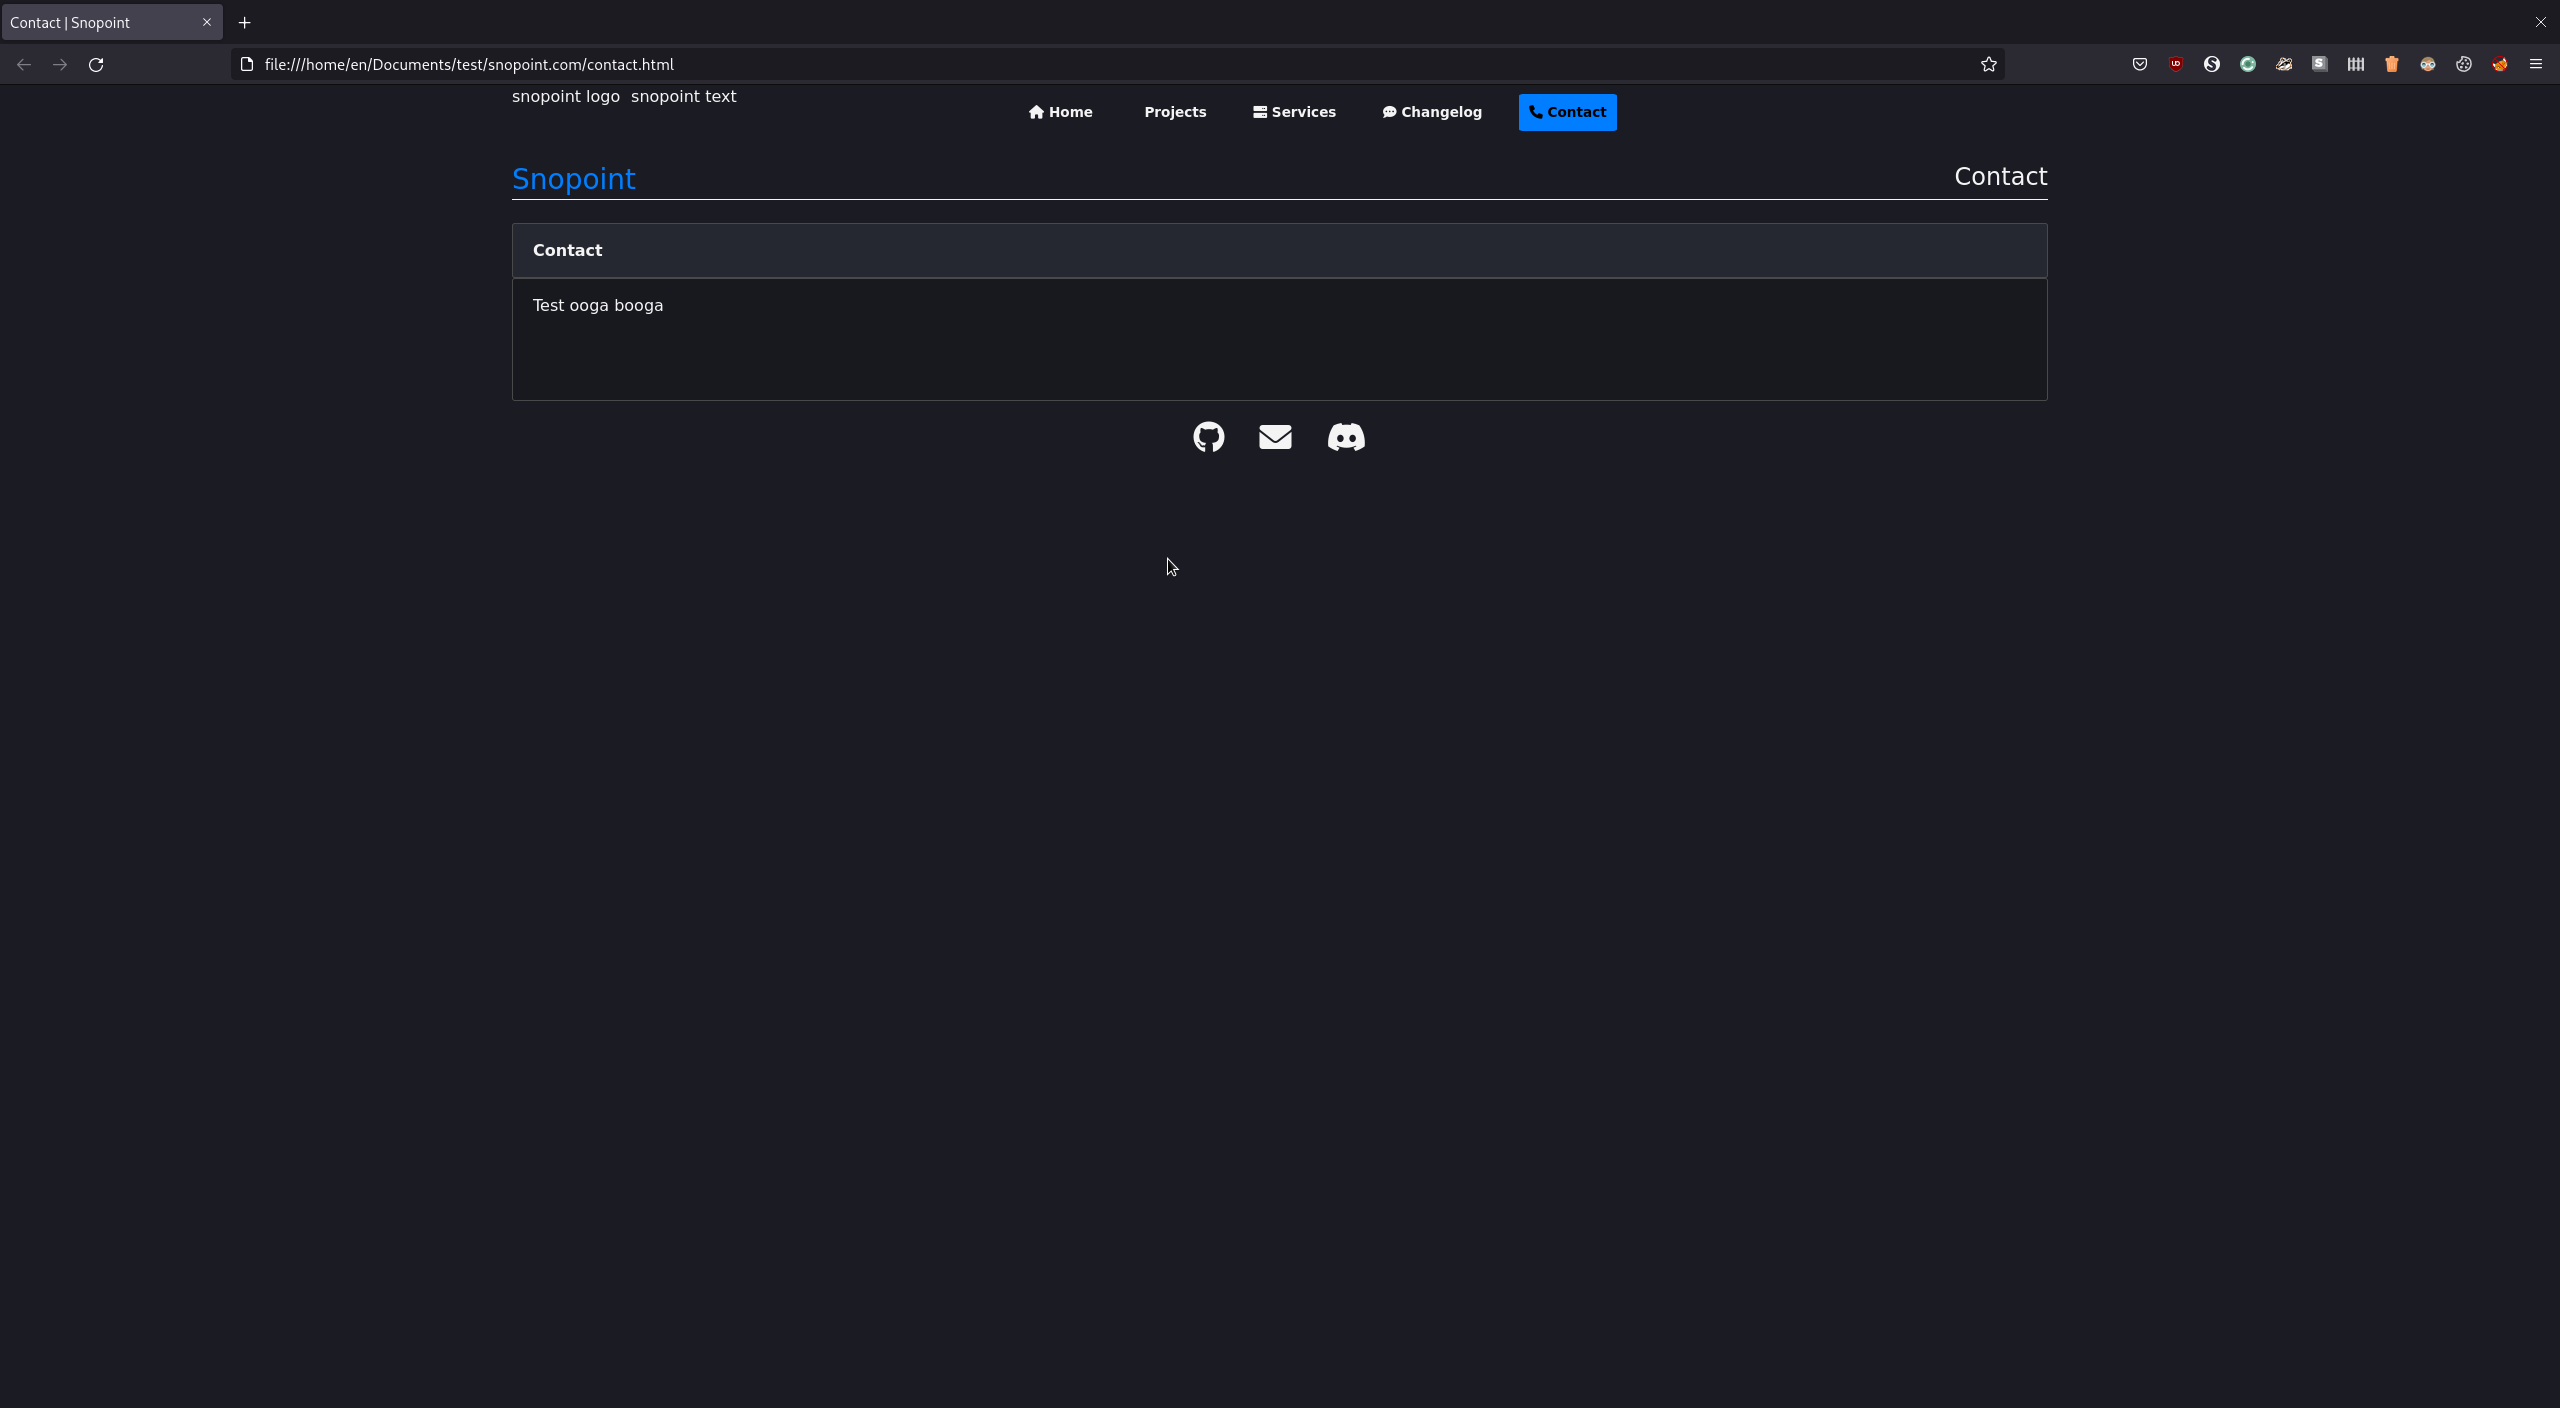 Contact | Snopoint
file:///home/en/Documents/test/snopoint.com/contact.html
snopoint logo snopoint text
Home Projects Services Changelog Contact
Snopoint Contact
Contact
Test ooga booga